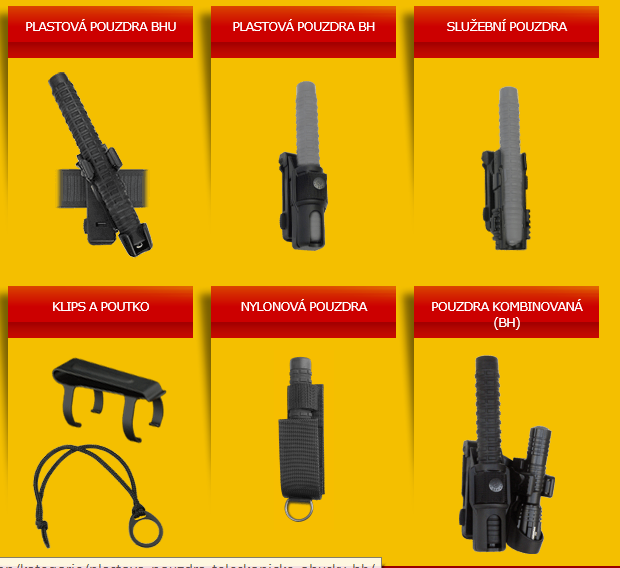 PLASTOVÁ POUZDRA BHU
PLASTOVÁ POUZDRA BH
SLUŽEBNÍ POUZDRA
KLIPS A POUTKO
NYLONOVÁ POUZDRA
POUZDRA KOMBINOVANÁ
(BH)